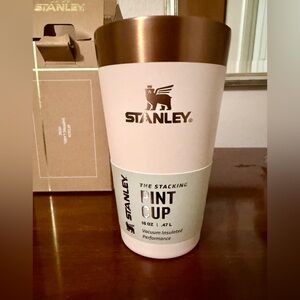 STANLEY
STANLEY®
STANLEY
THE STACKING
PINT
CUP
16 OZ | .47 L
Vacuum Insulated
Performance